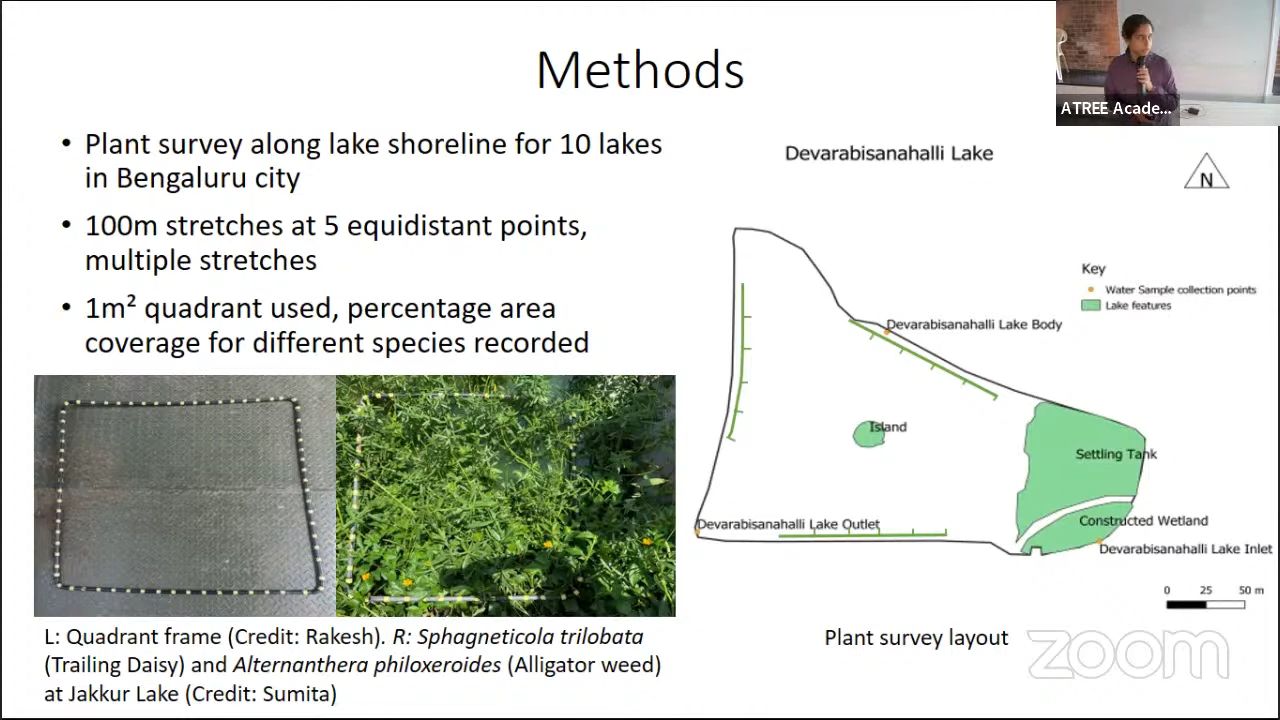 Methods
ATREE Acade...
• Plant survey along lake shoreline for 10 lakes
in Bengaluru city
• 100m stretches at 5 equidistant points,
multiple stretches
• 1m² quadrant used, percentage area
coverage for different species recorded
L: Quadrant frame (Credit: Rakesh). R: Sphagneticola trilobata
(Trailing Daisy) and Alternanthera philoxeroides (Alligator weed)
at Jakkur Lake (Credit: Sumita)
Devarabisanahalli Lake
N
Key
Water Sample collection points
Lake features
Devarabisanahalli Lake Body
Island
Settling Tank
Constructed Wetland
Devarabisanahalli Lake Outlet
Devarabisanahalli Lake Inlet
0 25 50 m
Plant survey layout
zoom